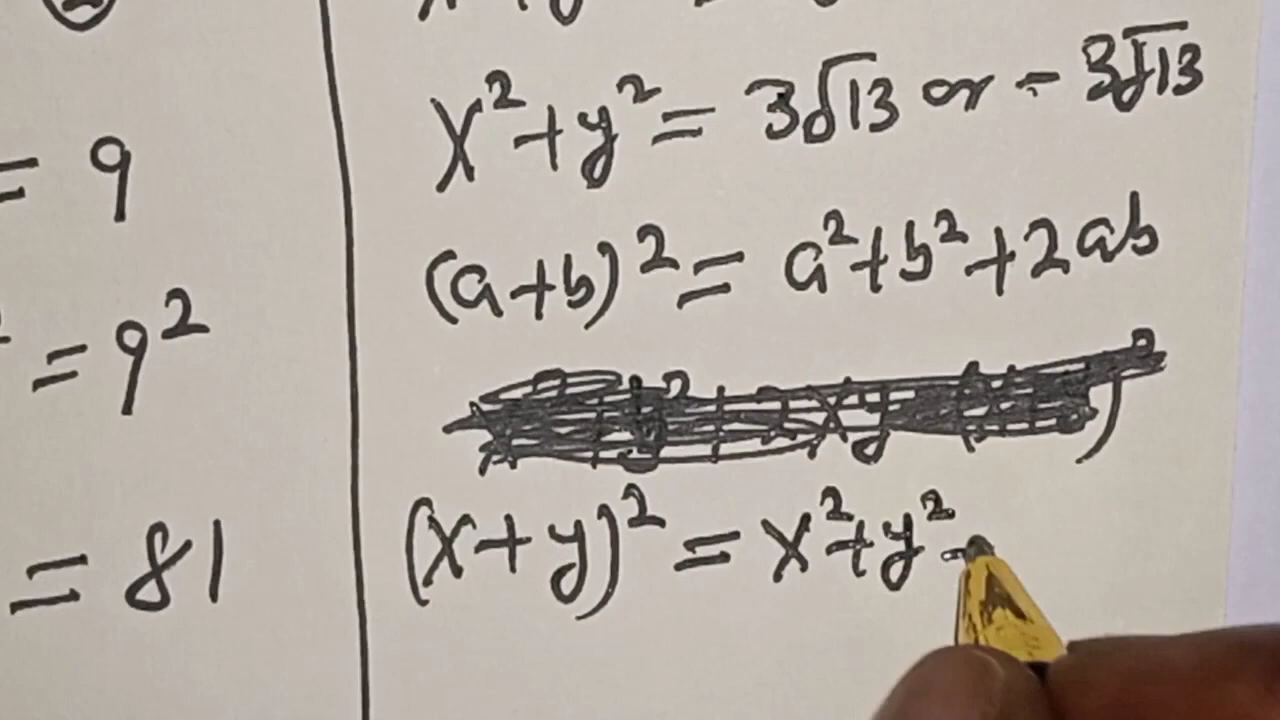 = 9
= 9²
= 81
x²+y² = 3√13 or - 3√13
(a+b)² = a²+b²+2ab
(x+y)² = x²+y²-